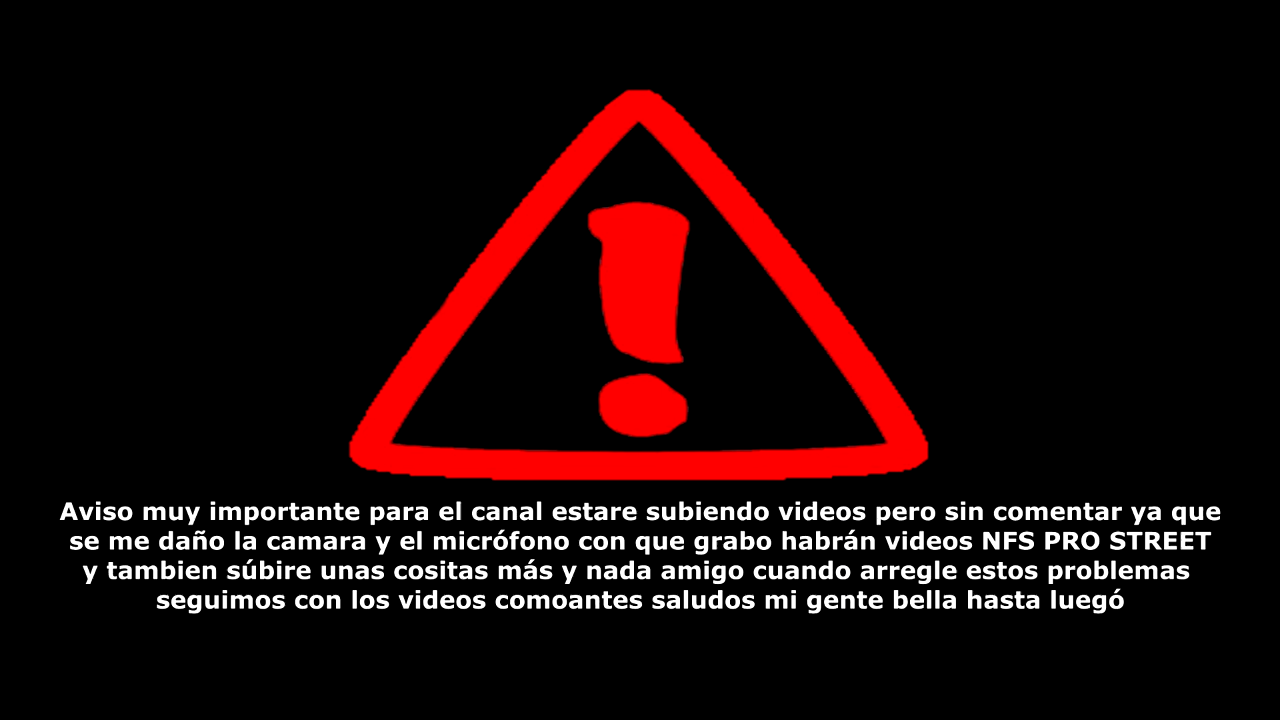 Aviso muy importante para el canal estare subiendo videos pero sin comentar ya que
se me daño la camara y el micrófono con que grabo habrán videos NFS PRO STREET
y tambien súbire unas cositas más y nada amigo cuando arregle estos problemas
seguimos con los videos comoantes saludos mi gente bella hasta luegó